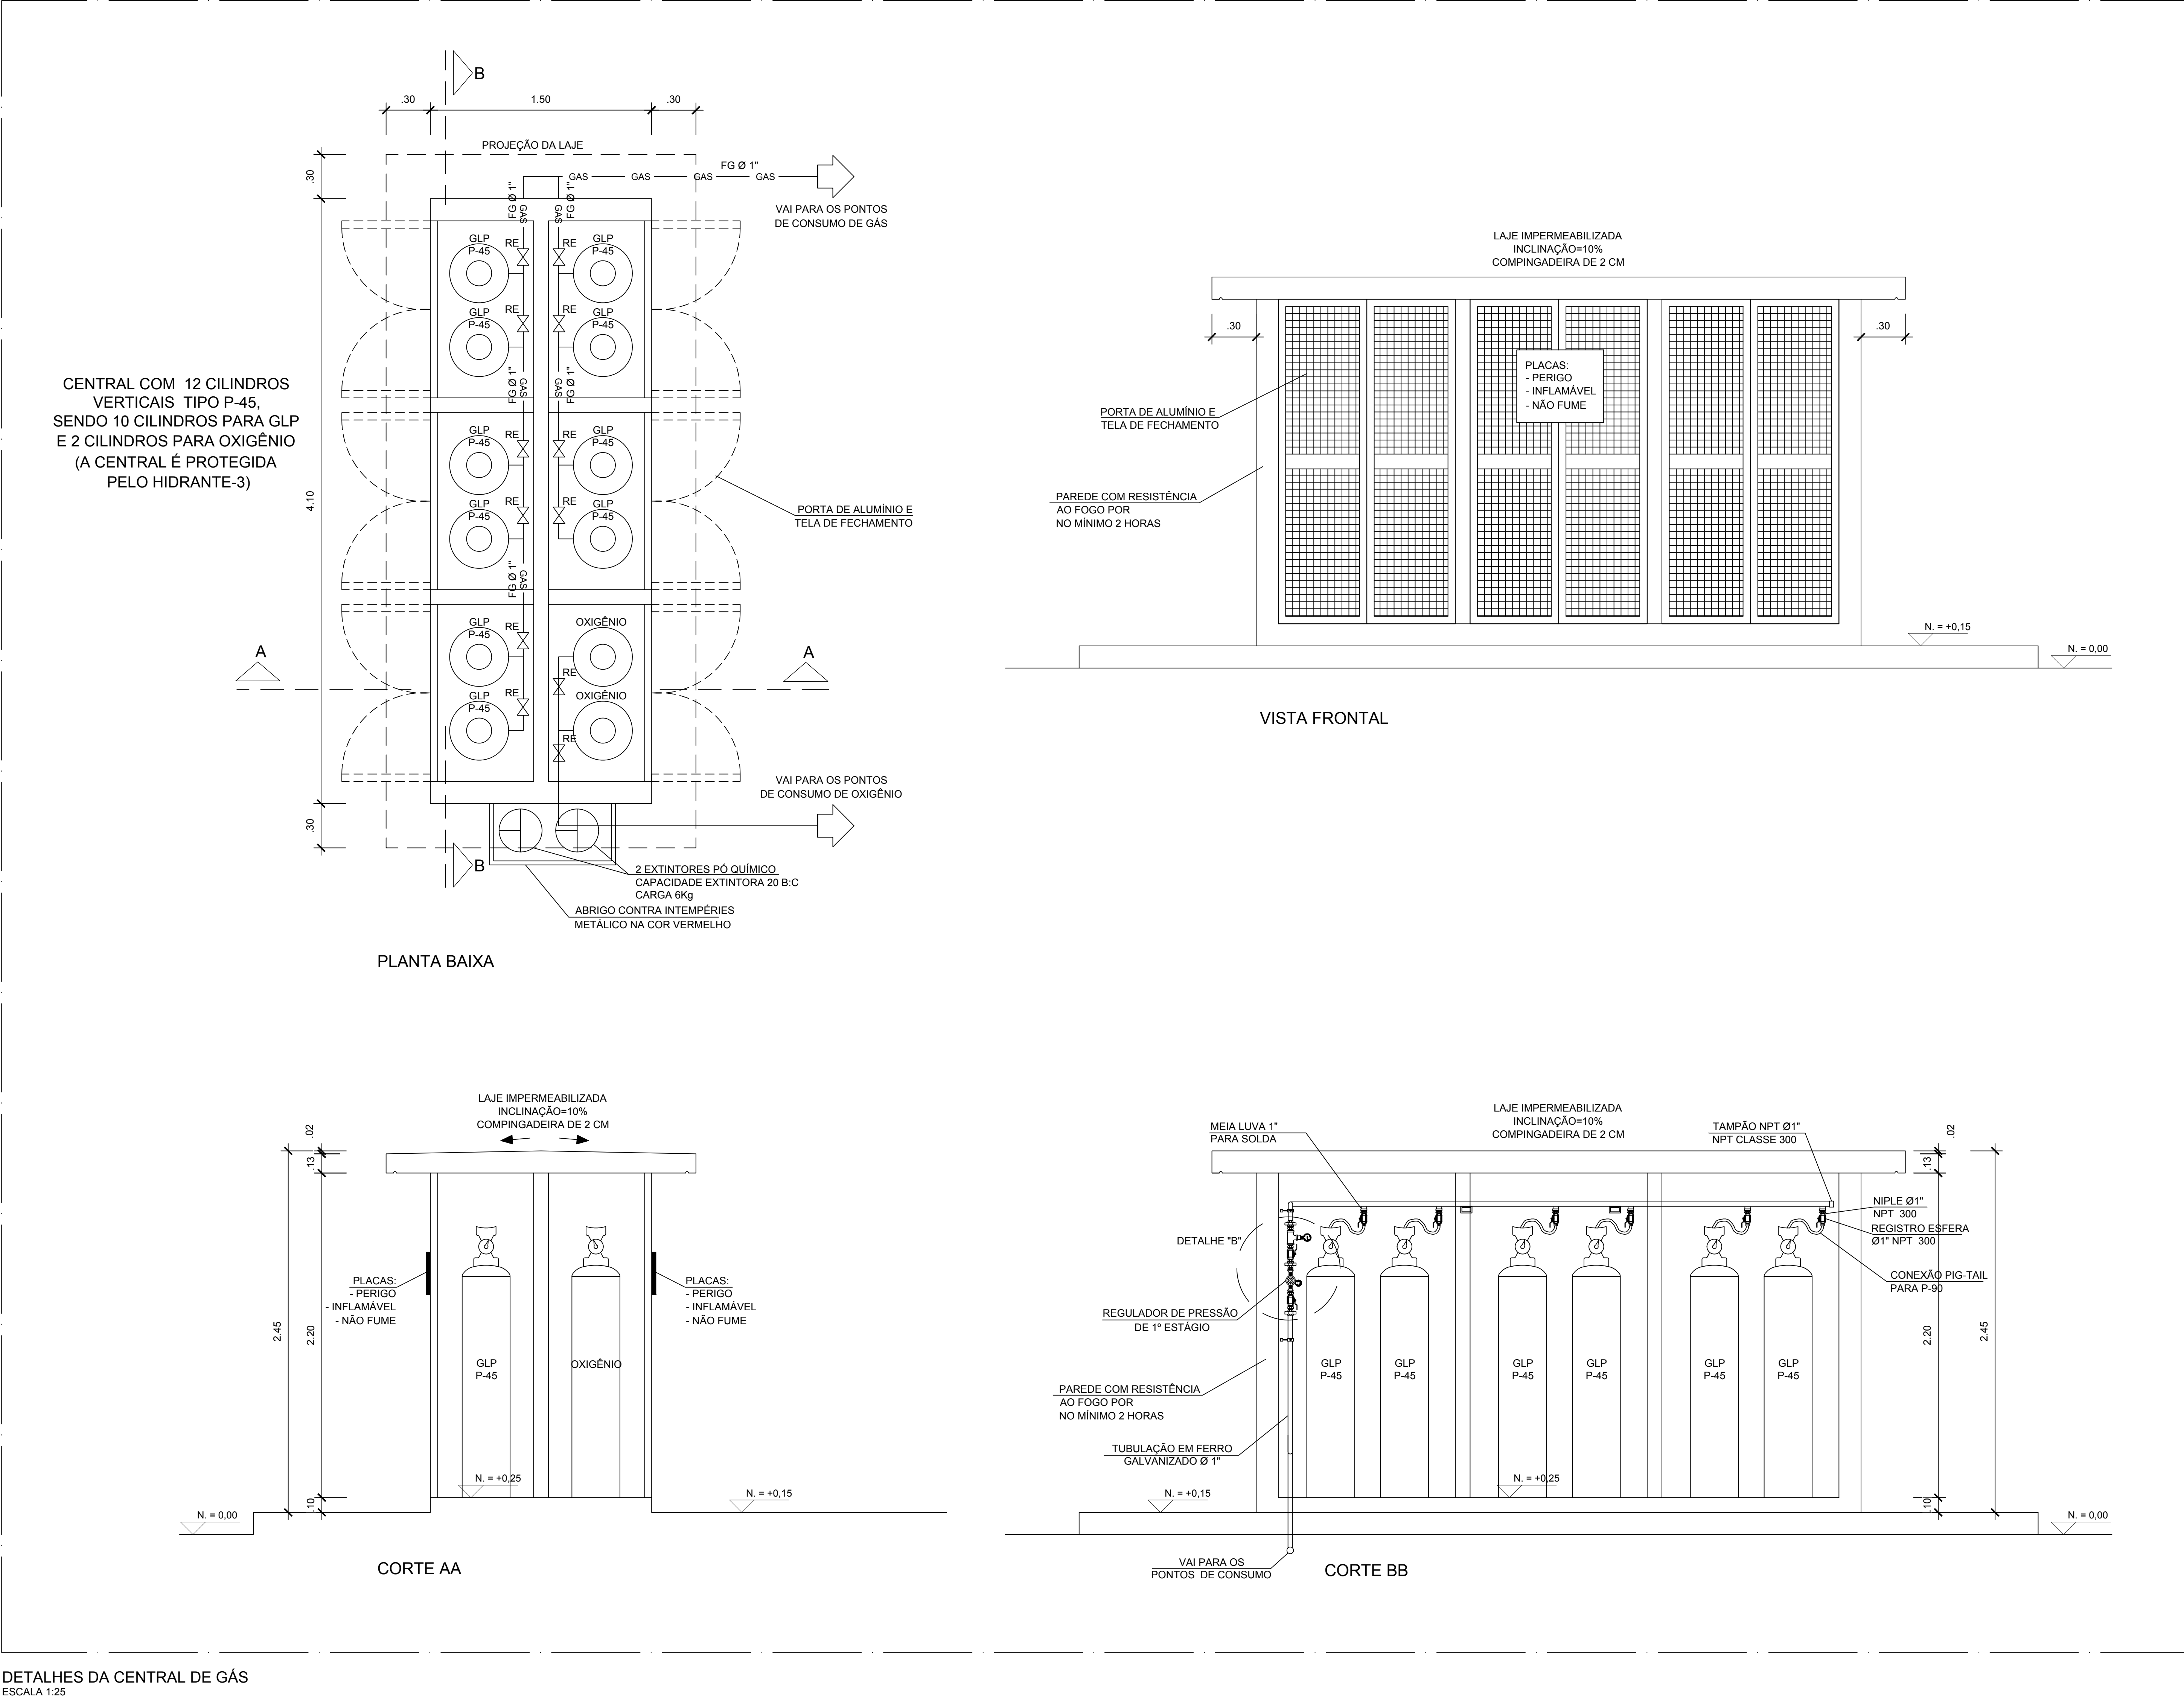 B
.30
1.50
.30
PROJEÇÃO DA LAJE
FG Ø 1"
GAS
GAS
GAS
GAS
.30
FG Ø 1"
GAS
GAS
FG Ø 1"
VAI PARA OS PONTOS
DE CONSUMO DE GÁS
GLP
P-45
RE
RE
GLP
P-45
GLP
P-45
RE
RE
GLP
P-45
FG Ø 1"
GAS
GAS
FG Ø 1"
CENTRAL COM 12 CILINDROS
VERTICAIS TIPO P-45,
SENDO 10 CILINDROS PARA GLP
E 2 CILINDROS PARA OXIGÊNIO
(A CENTRAL É PROTEGIDA
PELO HIDRANTE-3)
4.10
GLP
P-45
RE
RE
GLP
P-45
GLP
P-45
RE
RE
GLP
P-45
PORTA DE ALUMÍNIO E
TELA DE FECHAMENTO
FG Ø 1"
GAS
GLP
P-45
RE
OXIGÊNIO
A
A
RE
GLP
P-45
RE
OXIGÊNIO
RE
VAI PARA OS PONTOS
DE CONSUMO DE OXIGÊNIO
.30
B
2 EXTINTORES PÓ QUÍMICO
CAPACIDADE EXTINTORA 20 B:C
CARGA 6Kg
ABRIGO CONTRA INTEMPÉRIES
METÁLICO NA COR VERMELHO
PLANTA BAIXA
LAJE IMPERMEABILIZADA
INCLINAÇÃO=10%
COMPINGADEIRA DE 2 CM
.30
.30
PLACAS:
- PERIGO
- INFLAMÁVEL
- NÃO FUME
PORTA DE ALUMÍNIO E
TELA DE FECHAMENTO
PAREDE COM RESISTÊNCIA
AO FOGO POR
NO MÍNIMO 2 HORAS
N. = +0,15
N. = 0,00
VISTA FRONTAL
LAJE IMPERMEABILIZADA
INCLINAÇÃO=10%
COMPINGADEIRA DE 2 CM
.02
.13
2.45
2.20
.10
PLACAS:
- PERIGO
- INFLAMÁVEL
- NÃO FUME
PLACAS:
- PERIGO
- INFLAMÁVEL
- NÃO FUME
GLP
P-45
OXIGÊNIO
N. = +0,25
N. = +0,15
N. = 0,00
CORTE AA
LAJE IMPERMEABILIZADA
INCLINAÇÃO=10%
COMPINGADEIRA DE 2 CM
MEIA LUVA 1"
PARA SOLDA
TAMPÃO NPT Ø1"
NPT CLASSE 300
.02
.13
NIPLE Ø1"
NPT 300
REGISTRO ESFERA
Ø1" NPT 300
DETALHE "B"
CONEXÃO PIG-TAIL
PARA P-90
REGULADOR DE PRESSÃO
DE 1º ESTÁGIO
2.20
2.45
GLP
P-45
GLP
P-45
GLP
P-45
GLP
P-45
GLP
P-45
GLP
P-45
PAREDE COM RESISTÊNCIA
AO FOGO POR
NO MÍNIMO 2 HORAS
TUBULAÇÃO EM FERRO
GALVANIZADO Ø 1"
N. = +0,25
N. = +0,15
.10
N. = 0,00
VAI PARA OS
PONTOS DE CONSUMO
CORTE BB
DETALHES DA CENTRAL DE GÁS
ESCALA 1:25